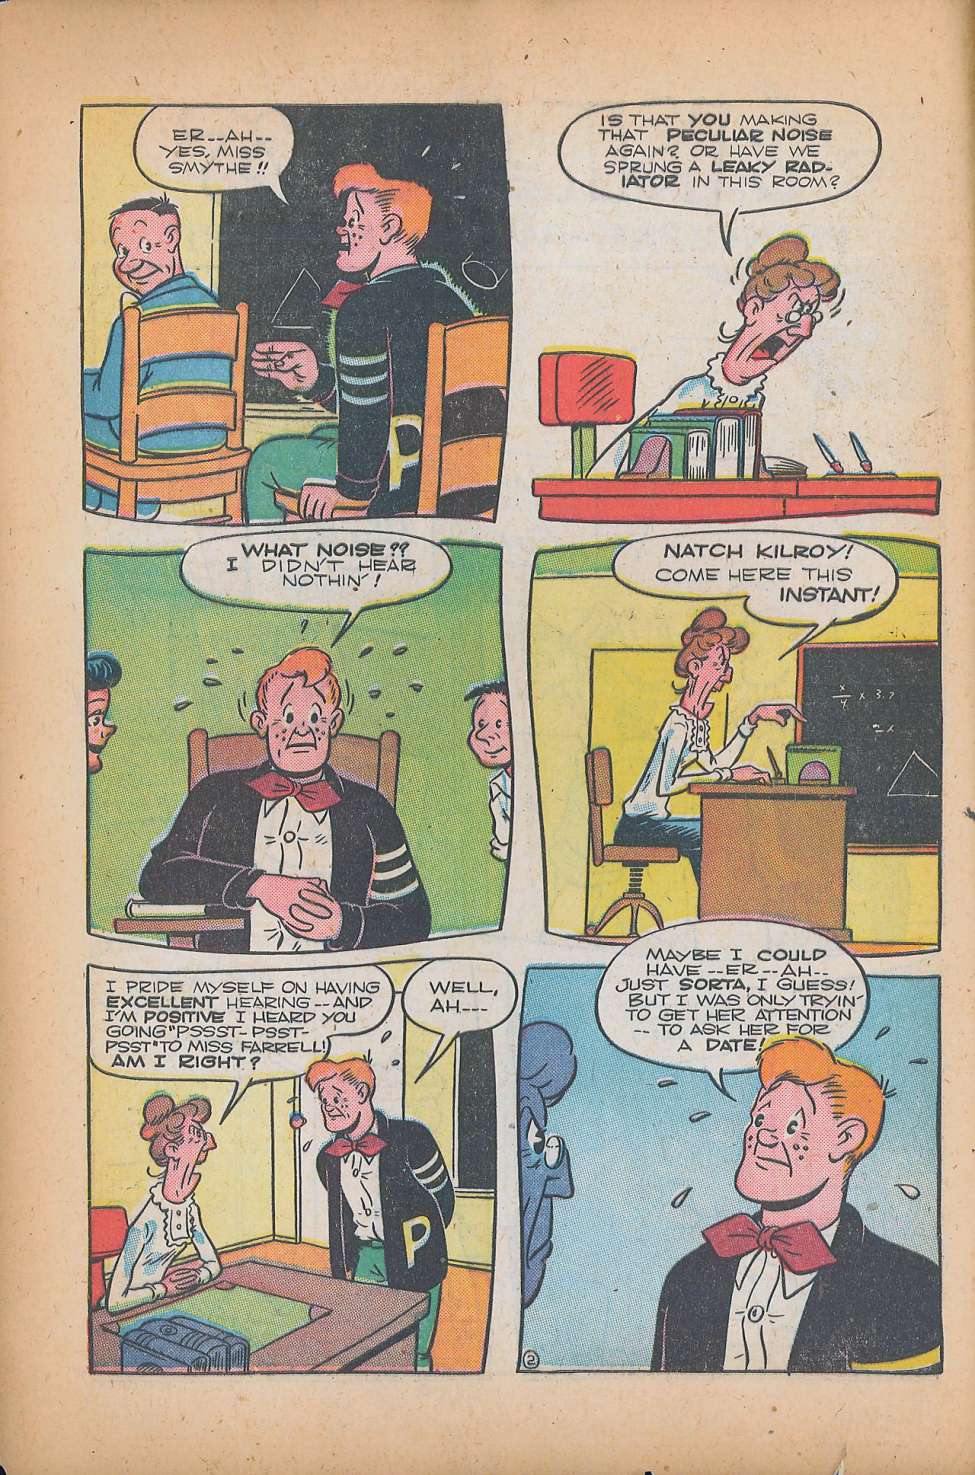 ER--AH--
YES, MISS
SMYTHE!!
IS THAT YOU MAKING
THAT PECULIAR NOISE
AGAIN? OR HAVE WE
SPRUNG A LEAKY RAD-
IATOR IN THIS ROOM?
WHAT NOISE??
I DIDN'T HEAR
NOTHIN'!
NATCH KILROY!
COME HERE THIS
INSTANT!
x/4 x 3.7
2x
I PRIDE MYSELF ON HAVING
EXCELLENT HEARING--AND
I'M POSITIVE I HEARD YOU
GOING "PSSST-PSST-
PSST" TO MISS FARRELL!
AM I RIGHT?
WELL,
AH---
P
MAYBE I COULD
HAVE--ER--AH--
JUST SORTA, I GUESS!
BUT I WAS ONLY TRYIN'
TO GET HER ATTENTION
-- TO ASK HER FOR
A DATE!
2